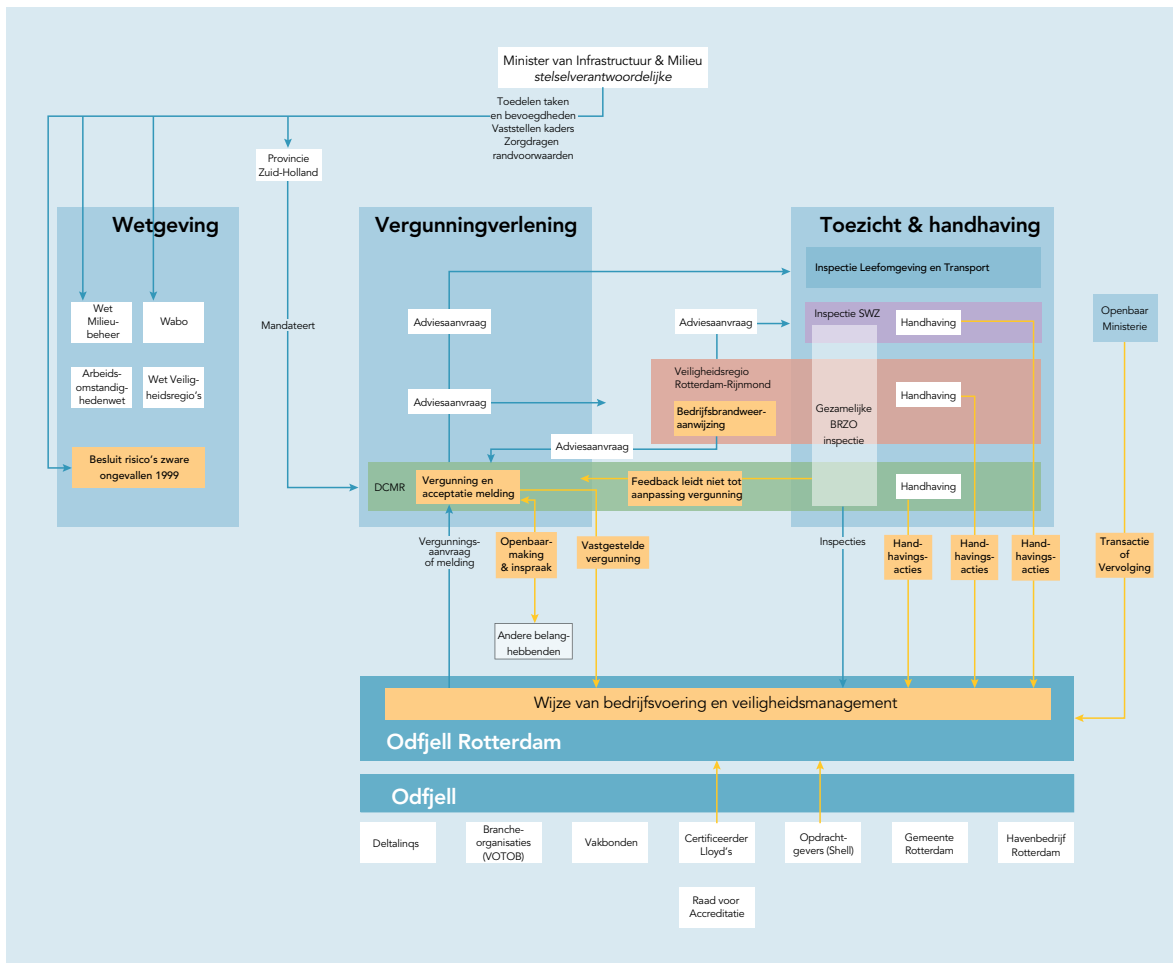 Minister van Infrastructuur & Milieu
stelselverantwoordelijke
Toedelen taken
en bevoegdheden
Vaststellen kaders
Zorgdragen
randvoorwaarden
Provincie
Zuid-Holland
Wetgeving
Vergunningverlening
Toezicht & handhaving
Inspectie Leefomgeving en Transport
Wet
Milieu-
beheer
Wabo
Mandateert
Adviesaanvraag
Adviesaanvraag
Inspectie SWZ
Handhaving
Openbaar
Ministerie
Arbeids-
omstandig-
hedenwet
Wet Veilig-
heidsregio's
Adviesaanvraag
Veiligheidsregio
Rotterdam-Rijnmond
Bedrijfsbrandweer-
aanwijzing
Gezamelijke
BRZO
inspectie
Handhaving
Adviesaanvraag
Besluit risico's zware
ongevallen 1999
DCMR
Vergunning en
acceptatie melding
Feedback leidt niet tot
aanpassing vergunning
Handhaving
Vergunnings-
aanvraag
of melding
Openbaar-
making
& inspraak
Vastgestelde
vergunning
Inspecties
Hand-
havings-
acties
Hand-
havings-
acties
Hand-
havings-
acties
Transactie
of
Vervolging
Andere belang-
hebbenden
Wijze van bedrijfsvoering en veiligheidsmanagement
Odfjell Rotterdam
Odfjell
Deltalinqs
Branche-
organisaties
(VOTOB)
Vakbonden
Certificeerder
Lloyd's
Opdracht-
gevers (Shell)
Gemeente
Rotterdam
Havenbedrijf
Rotterdam
Raad voor
Accreditatie